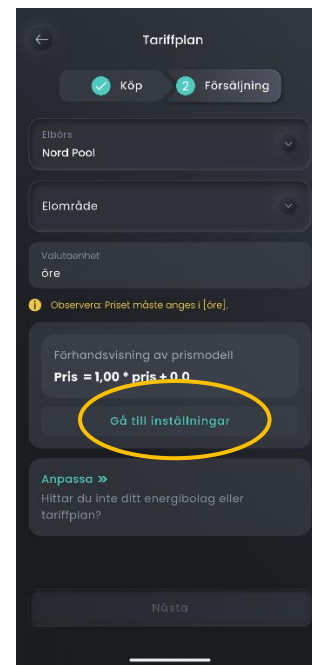 Tariffplan
Köp
2 Försäljning
Elbörs
Nord Pool
Elområde
Valutaenhet
öre
Observera: Priset måste anges i [öre].
Förhandsvisning av prismodell
Pris = 1,00 * pris + 0.0
Gå till inställningar
Anpassa »
Hittar du inte ditt energibolag eller
tariffplan?
Nästa